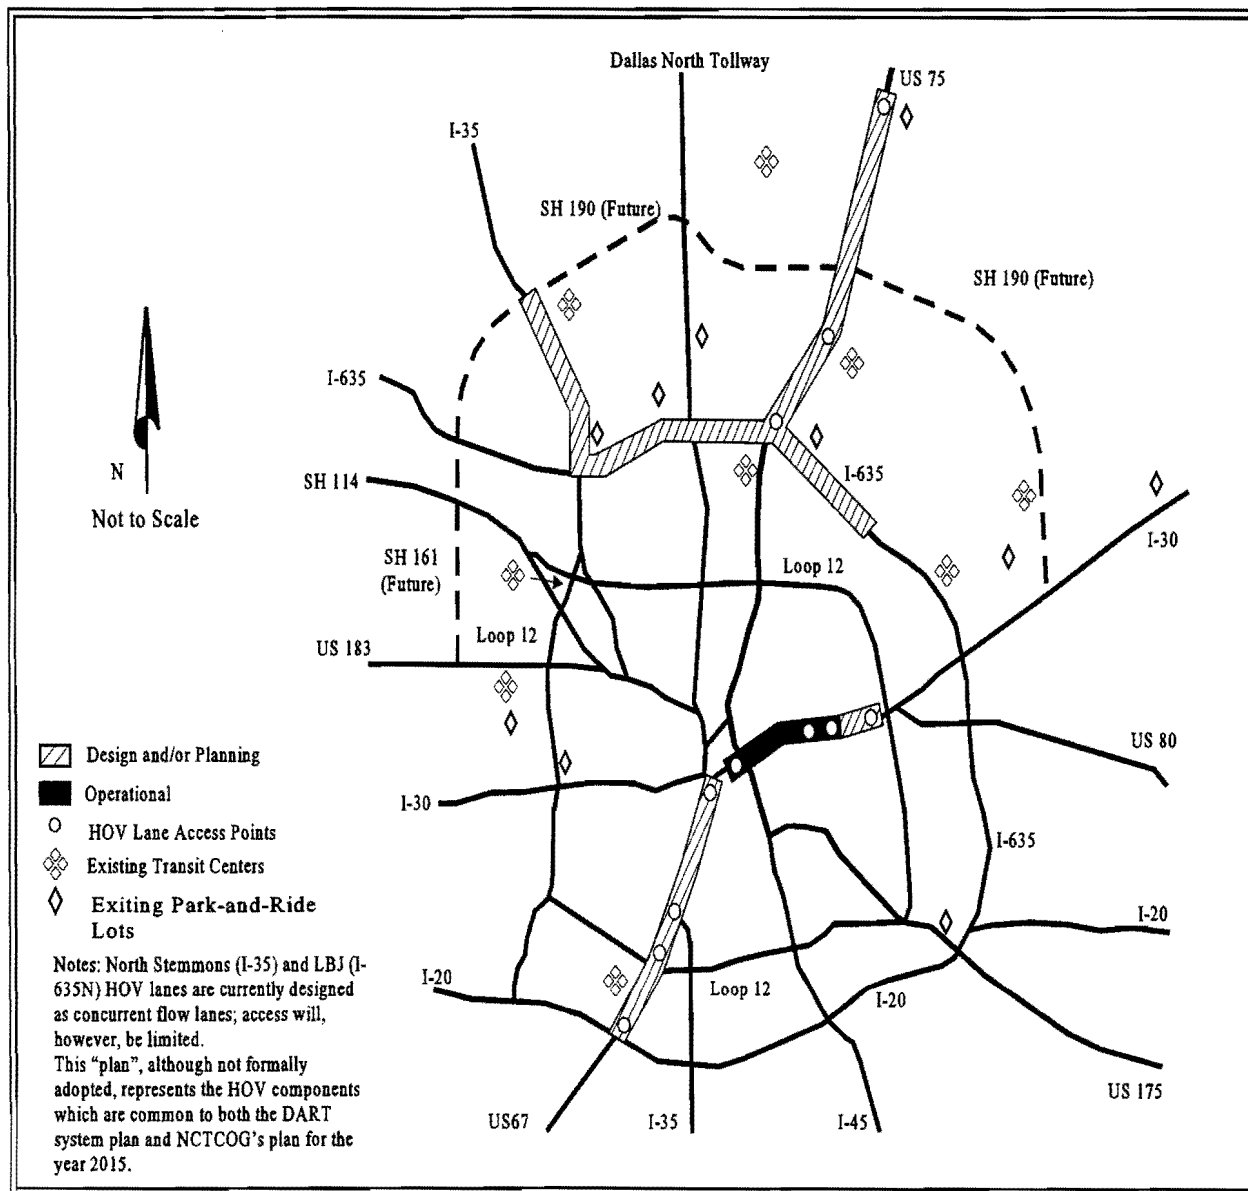 Dallas North Tollway
US 75
I-35
SH 190 (Future)
SH 190 (Future)
I-635
N
SH 114
I-635
Not to Scale
I-30
SH 161
(Future)
Loop 12
Loop 12
US 183
US 80
Design and/or Planning
Operational
I-30
HOV Lane Access Points
I-635
Existing Transit Centers
Exiting Park-and-Ride
Lots
I-20
Notes: North Stemmons (I-35) and LBJ (I-
635N) HOV lanes are currently designed
as concurrent flow lanes; access will,
however, be limited.
This “plan”, although not formally
adopted, represents the HOV components
which are common to both the DART
system plan and NCTCOG's plan for the
year 2015.
I-20
Loop 12
I-20
US 175
US67
I-35
I-45